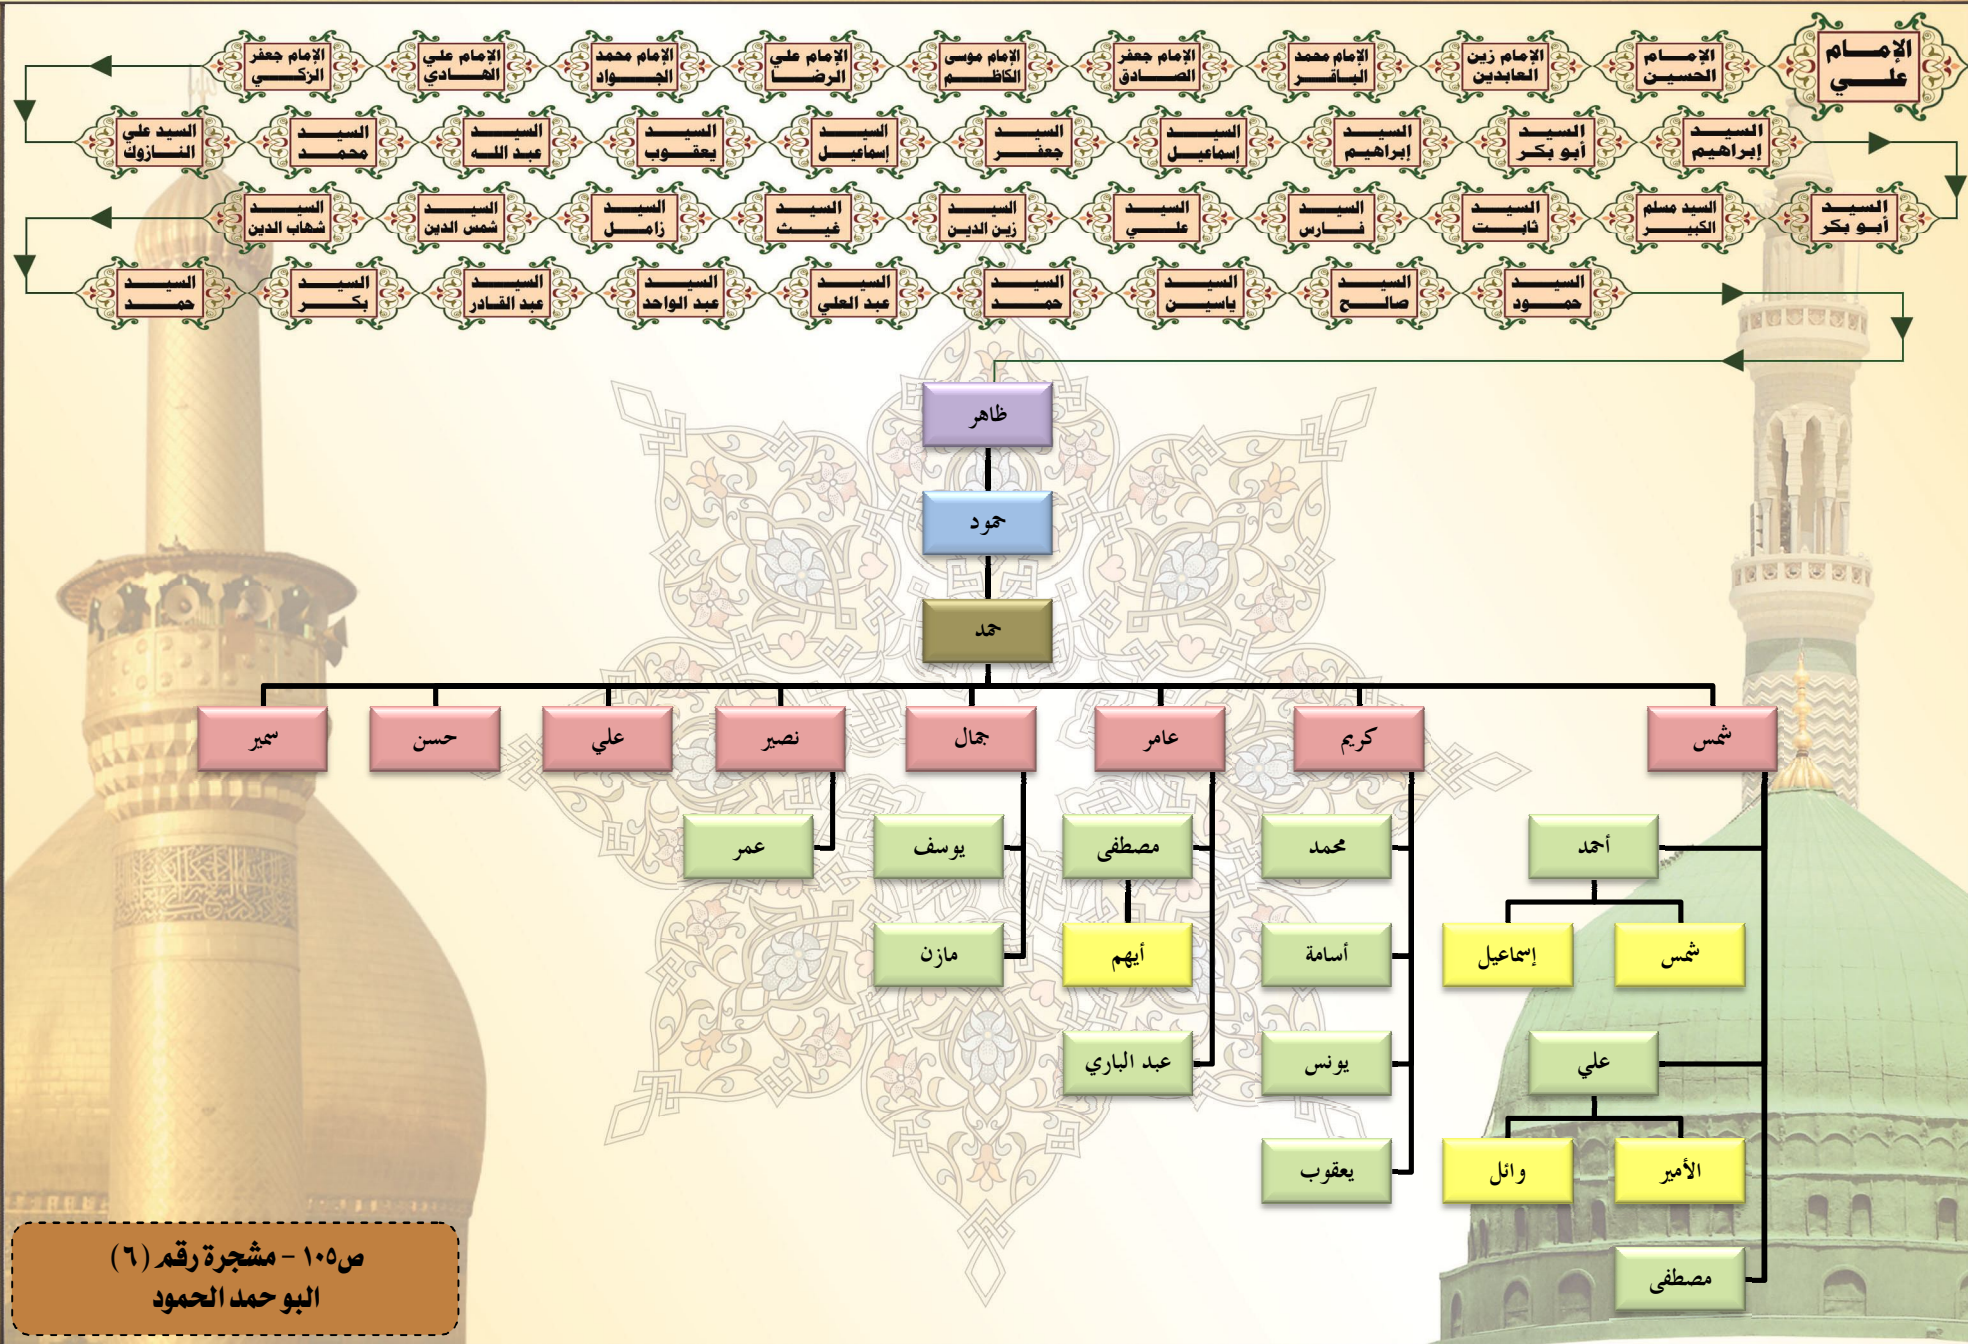 الإمام علي
الإمام الحسين
الإمام زين العابدين
الإمام محمد الباقر
الإمام جعفر الصادق
الإمام موسى الكاظم
الإمام علي الرضا
الإمام محمد الجواد
الإمام علي الهادي
الإمام جعفر الزكي
السيد علي النازوك
السيد محمد
السيد عبد الله
السيد يعقوب
السيد إسماعيل
السيد جعفر
السيد إسماعيل
السيد إبراهيم
السيد أبو بكر
السيد إبراهيم
السيد أبو بكر
السيد مسلم الكبير
السيد ثابت
السيد فارس
السيد علي
السيد زين الدين
السيد غيث
السيد زامل
السيد شمس الدين
السيد شهاب الدين
السيد حمد
السيد بكر
السيد عبد القادر
السيد عبد الواحد
السيد عبد العلي
السيد حمد
السيد ياسين
السيد صالح
السيد حمود
ظاهر
حمود
حمد
شمس
كريم
عامر
جمال
نصير
علي
حسن
سمير
أحمد
محمد
مصطفى
يوسف
عمر
شمس
إسماعيل
أسامة
أيهم
مازن
علي
يونس
عبد الباري
الأمير
وائل
يعقوب
مصطفى
ص١٠٥ - مشجرة رقم (٦)
البو حمد الحمود